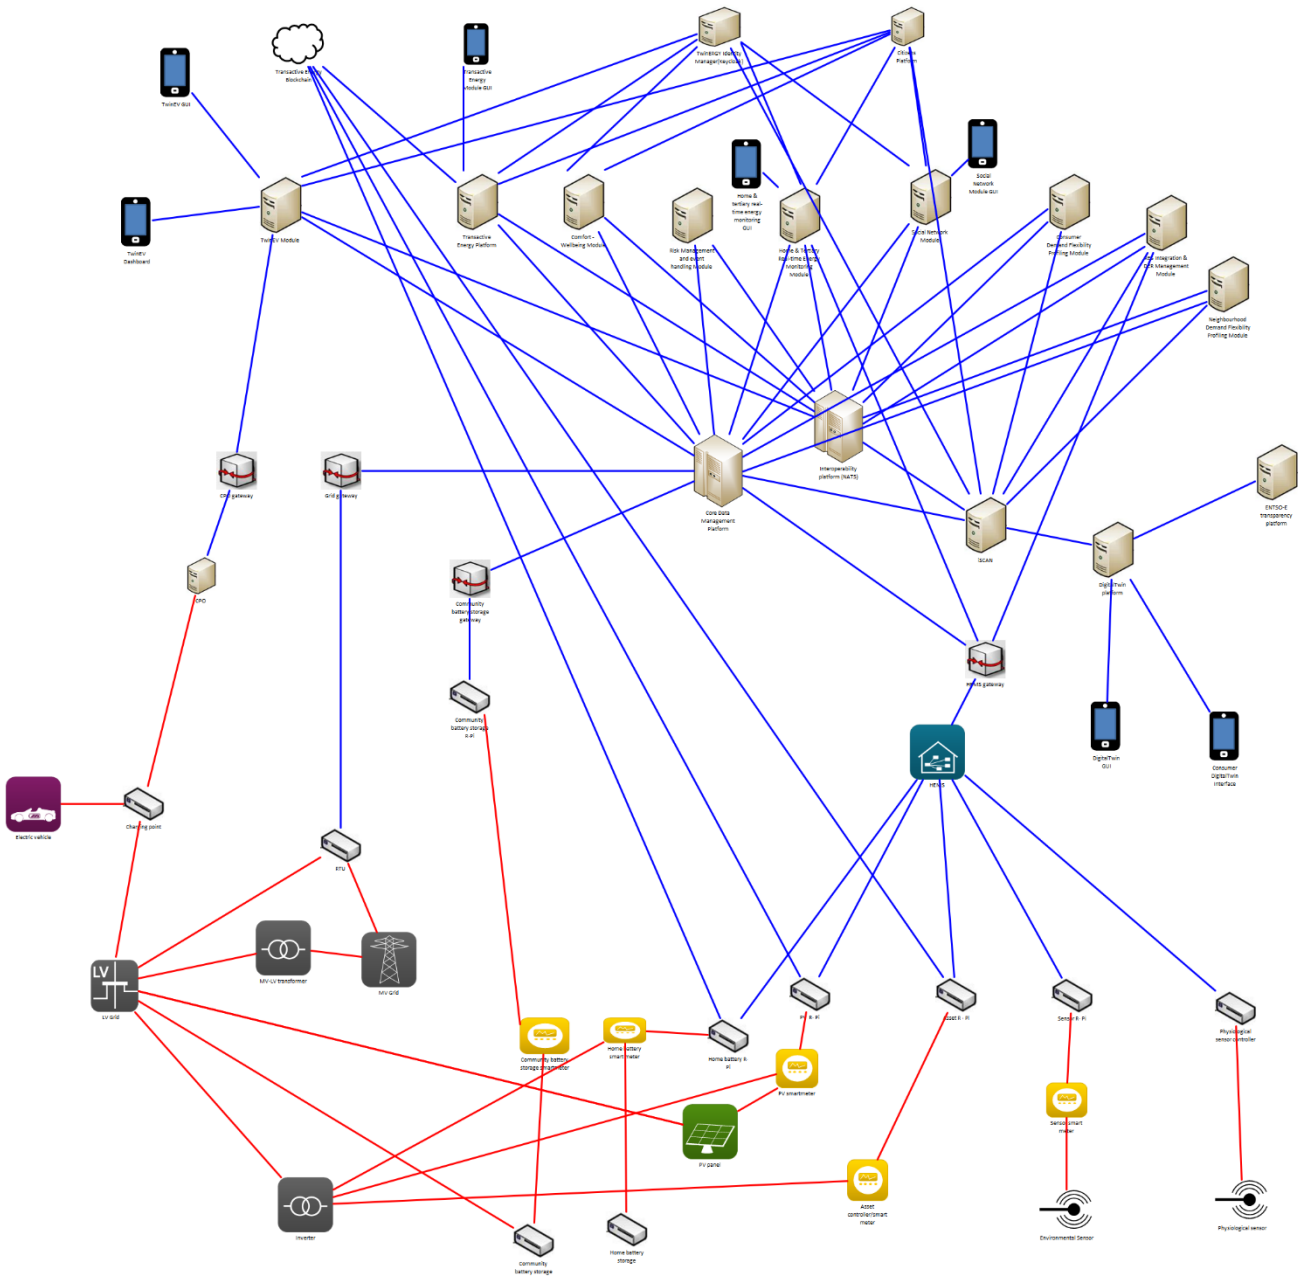 TwinERGY Identity
Manager(Keycloak)
Citizens
Platform
Transactive Energy
Blockchain
Transactive
Energy
Module GUI
TwinEV GUI
Social
Network
Module GUI
Home &
tertiary real-
time energy
monitoring
GUI
TwinEV
Dashboard
TwinEV Module
Transactive
Energy Platform
Comfort -
Wellbeing Module
Risk Management
and event
handling Module
Home & Tertiary
Real-time Energy
Monitoring
Module
Social Network
Module
Consumer
Demand Flexibility
Profiling Module
RES Integration &
DER Management
Module
Neighbourhood
Demand Flexibility
Profiling Module
Interoperability
platform (NATS)
CPO gateway
Grid gateway
Core Data
Management
Platform
ENTSO-E
transparency
platform
iSCAN
DigitalTwin
platform
CPO
Community
battery storage
gateway
HEMS gateway
Community
battery storage
R-Pi
DigitalTwin
GUI
Consumer
DigitalTwin
Interface
HEMS
Electric vehicle
Charging point
RTU
LV
LV Grid
MV-LV transformer
MV Grid
PV R- Pi
Asset R - Pi
Sensor R- Pi
Physiological
sensor controller
Community battery
storage smartmeter
Home battery
smartmeter
Home battery R
Pi
PV smartmeter
Sensor smart
meter
PV panel
Asset
controller/smart
meter
Inverter
Community
battery storage
Home battery
storage
Environmental Sensor
Physiological sensor